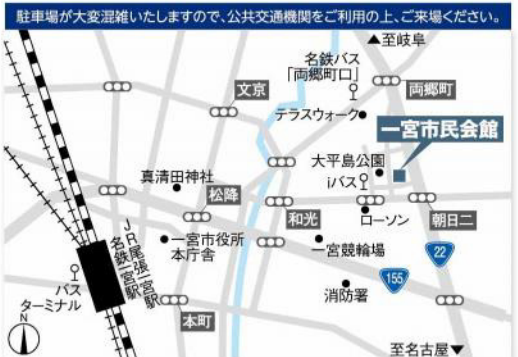 駐車場が大変混雑いたしますので、公共交通機関をご利用の上、ご来場ください。
▲至岐阜
名鉄バス
「両郷町口」
文京
両郷町
テラスウォーク
一宮市民会館
大平島公園
iバス
真清田神社
松降
和光
ローソン
朝日二
一宮市役所
本庁舎
一宮競輪場
22
JR尾張一宮駅
名鉄一宮駅
155
バス
ターミナル
消防署
本町
N
至名古屋▼